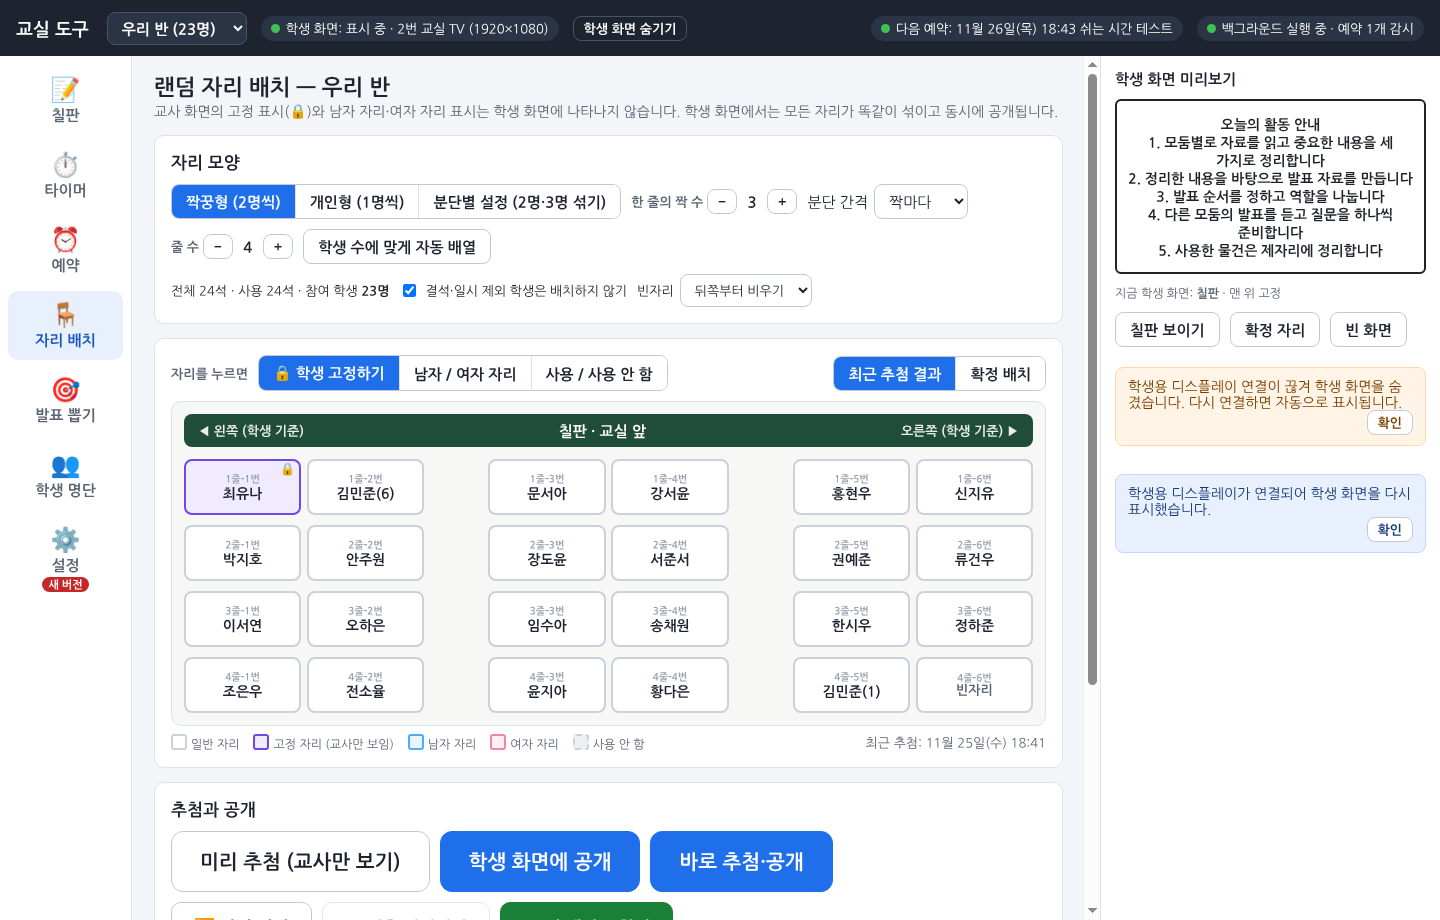 교실 도구
우리 반 (23명)
학생 화면: 표시 중 · 2번 교실 TV (1920×1080)
학생 화면 숨기기
다음 예약: 11월 26일(목) 18:43 쉬는 시간 테스트
백그라운드 실행 중 · 예약 1개 감시
칠판
타이머
예약
자리 배치
발표 뽑기
학생 명단
설정
새 버전
랜덤 자리 배치 — 우리 반
교사 화면의 고정 표시(🔒)와 남자 자리·여자 자리 표시는 학생 화면에 나타나지 않습니다. 학생 화면에서는 모든 자리가 똑같이 섞이고 동시에 공개됩니다.
자리 모양
짝꿍형 (2명씩) 개인형 (1명씩) 분단별 설정 (2명·3명 섞기) 한 줄의 짝 수 − 3 + 분단 간격 짝마다
줄 수 − 4 + 학생 수에 맞게 자동 배열
전체 24석 · 사용 24석 · 참여 학생 23명 결석·일시 제외 학생은 배치하지 않기 빈자리 뒤쪽부터 비우기
자리를 누르면 🔒 학생 고정하기 남자 / 여자 자리 사용 / 사용 안 함 최근 추첨 결과 확정 배치
◀ 왼쪽 (학생 기준) 칠판 · 교실 앞 오른쪽 (학생 기준) ▶
1줄-1번 1줄-2번 1줄-3번 1줄-4번 1줄-5번 1줄-6번
최유나 김민준(6) 문서아 강서윤 홍현우 신지유
2줄-1번 2줄-2번 2줄-3번 2줄-4번 2줄-5번 2줄-6번
박지호 안주원 장도윤 서준서 권예준 류건우
3줄-1번 3줄-2번 3줄-3번 3줄-4번 3줄-5번 3줄-6번
이서연 오하은 임수아 송채원 한시우 정하준
4줄-1번 4줄-2번 4줄-3번 4줄-4번 4줄-5번 4줄-6번
조은우 전소율 윤지아 황다은 김민준(1) 빈자리
일반 자리 고정 자리 (교사만 보임) 남자 자리 여자 자리 사용 안 함 최근 추첨: 11월 25일(수) 18:41
추첨과 공개
미리 추첨 (교사만 보기) 학생 화면에 공개 바로 추첨·공개
학생 화면 미리보기
오늘의 활동 안내
1. 모둠별로 자료를 읽고 중요한 내용을 세
가지로 정리합니다
2. 정리한 내용을 바탕으로 발표 자료를 만듭니다
3. 발표 순서를 정하고 역할을 나눕니다
4. 다른 모둠의 발표를 듣고 질문을 하나씩
준비합니다
5. 사용한 물건은 제자리에 정리합니다
지금 학생 화면: 칠판 · 맨 위 고정
칠판 보이기 확정 자리 빈 화면
학생용 디스플레이 연결이 끊겨 학생 화면을 숨
겼습니다. 다시 연결하면 자동으로 표시됩니다.
확인
학생용 디스플레이가 연결되어 학생 화면을 다시
표시했습니다.
확인